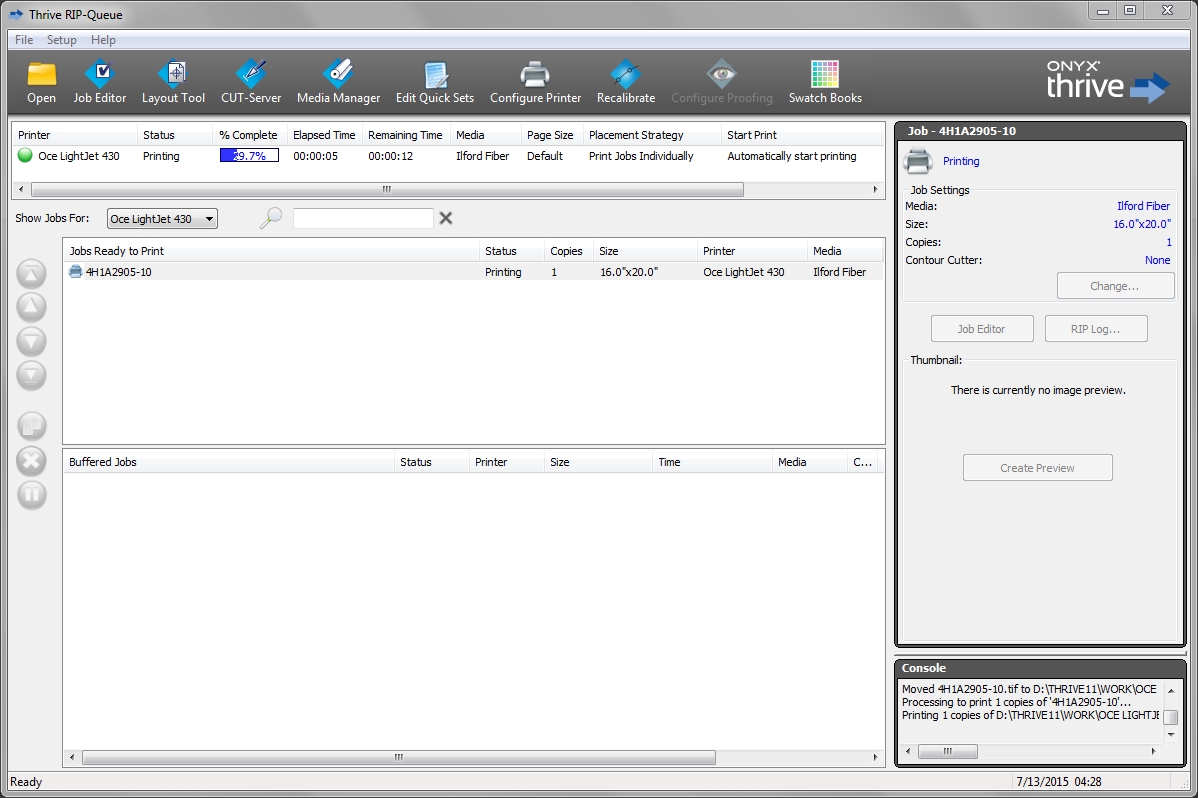 Thrive RIP-Queue
File Setup Help
Open Job Editor Layout Tool CUT-Server Media Manager Edit Quick Sets Configure Printer Recalibrate Configure Proofing Swatch Books
ONYX®
thrive
Printer Status % Complete Elapsed Time Remaining Time Media Page Size Placement Strategy Start Print
Oce LightJet 430 Printing 29.7% 00:00:05 00:00:12 Ilford Fiber Default Print Jobs Individually Automatically start printing
Show Jobs For: Oce LightJet 430
Jobs Ready to Print Status Copies Size Printer Media
4H1A2905-10 Printing 1 16.0"x20.0" Oce LightJet 430 Ilford Fiber
Buffered Jobs Status Printer Size Time Media C...
Job - 4H1A2905-10
Printing
Job Settings
Media: Ilford Fiber
Size: 16.0"x20.0"
Copies: 1
Contour Cutter: None
Change...
Job Editor RIP Log...
Thumbnail:
There is currently no image preview.
Create Preview
Console
Moved 4H1A2905-10.tif to D:\THRIVE11\WORK\OCE
Processing to print 1 copies of '4H1A2905-10'...
Printing 1 copies of D:\THRIVE11\WORK\OCE LIGHTJE
Ready 7/13/2015 04:28